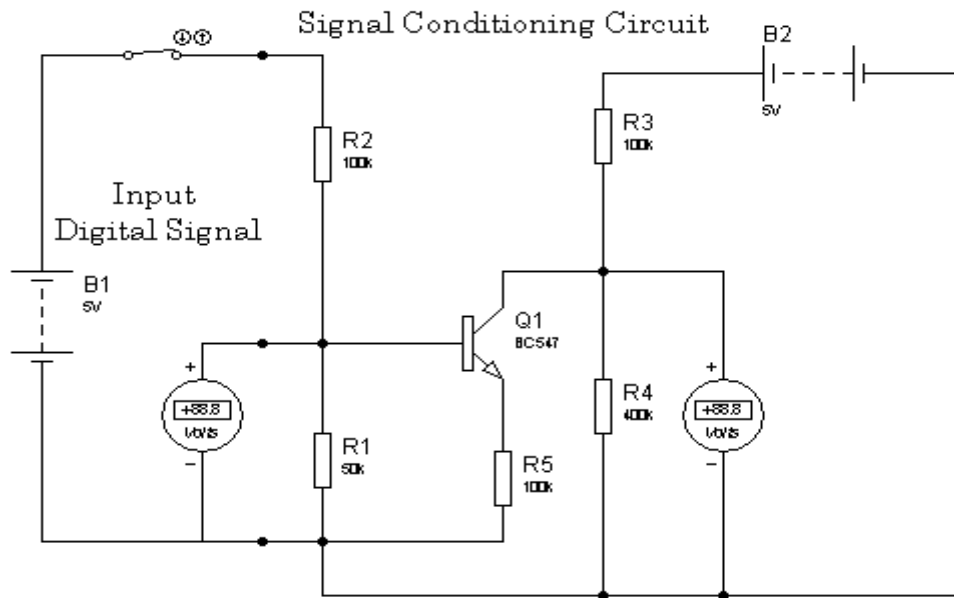 Signal Conditioning Circuit
B2
5V
R2
100k
R3
100k
Input
Digital Signal
B1
5V
Q1
BC547
+
+88.8
Volts
−
R1
50k
R5
100k
R4
400k
+
+88.8
Volts
−